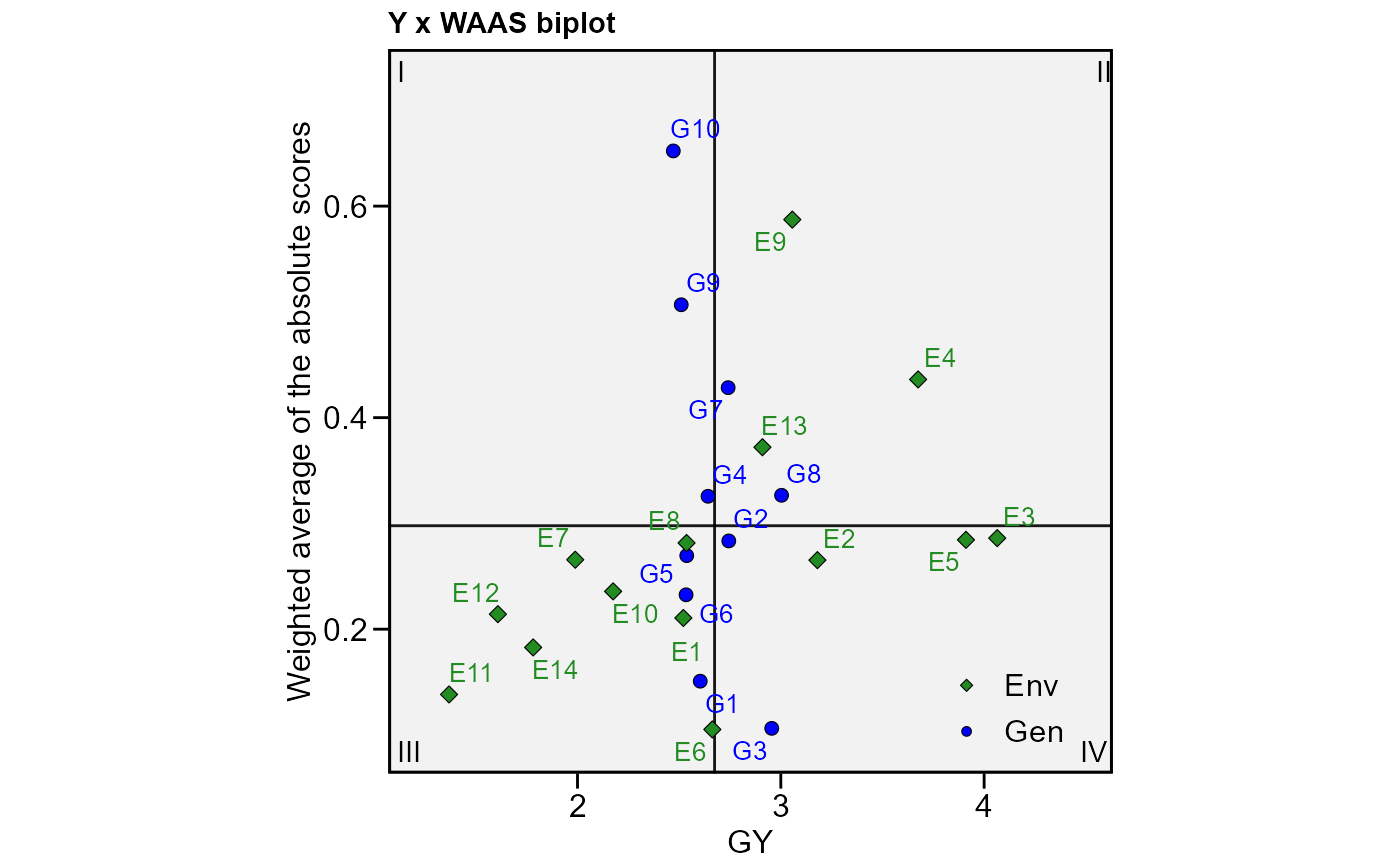 Y x WAAS biplot
I
II
G10
0.6
E9
G9
E4
G7
0.4
E13
G4
G8
G2
E8
E3
E7
E2
E5
G5
E12
E10
G6
0.2
E1
E14
E11
G1
Env
Gen
E6
G3
III
IV
2
3
4
GY
Weighted average of the absolute scores